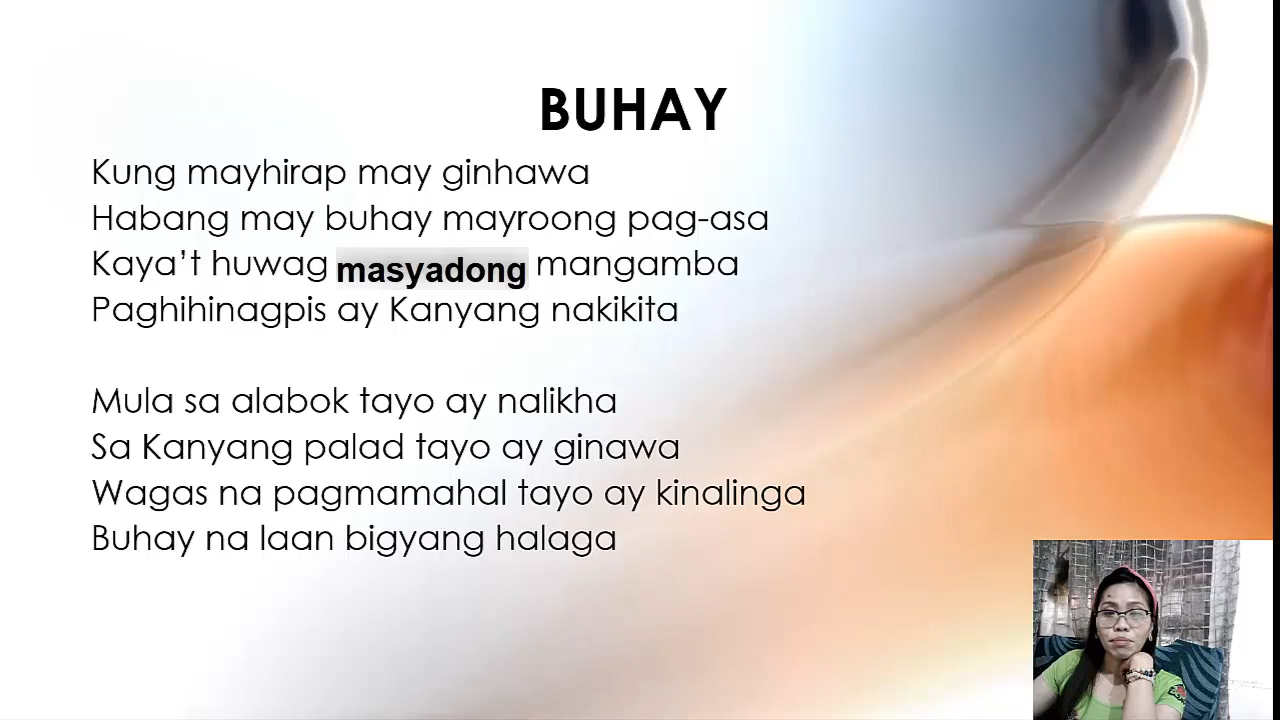 BUHAY
Kung mayhirap may ginhawa
Habang may buhay mayroong pag-asa
Kaya’t huwag masyadong mangamba
Paghihinagpis ay Kanyang nakikita
Mula sa alabok tayo ay nalikha
Sa Kanyang palad tayo ay ginawa
Wagas na pagmamahal tayo ay kinalinga
Buhay na laan bigyang halaga